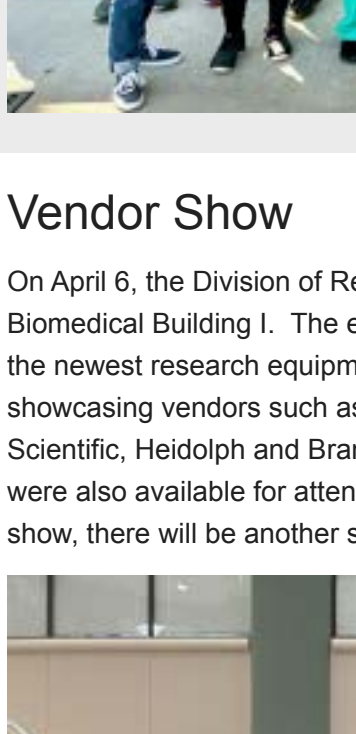 Vendor Show
On April 6, the Division of
Biomedical Building I. The
the newest research
showcasing vendors such
Scientific, Heidolph and
were also available for
show, there will be another